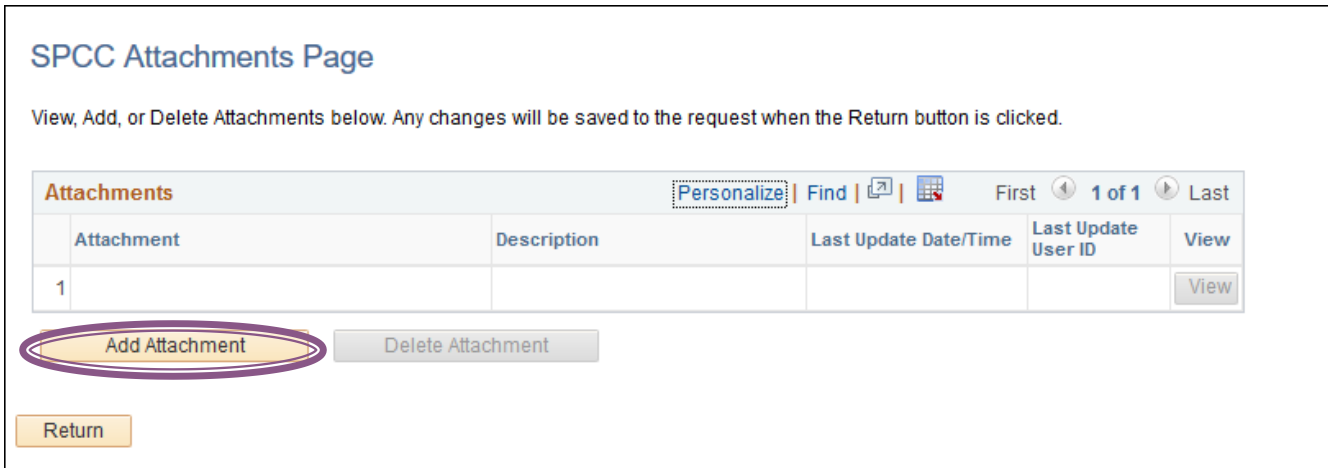 SPCC Attachments Page
View, Add, or Delete Attachments below. Any changes will be saved to the request when the Return button is clicked.
Attachments Personalize | Find | | First 1 of 1 Last
Attachment Description Last Update Date/Time Last Update User ID View
1 View
Add Attachment Delete Attachment
Return